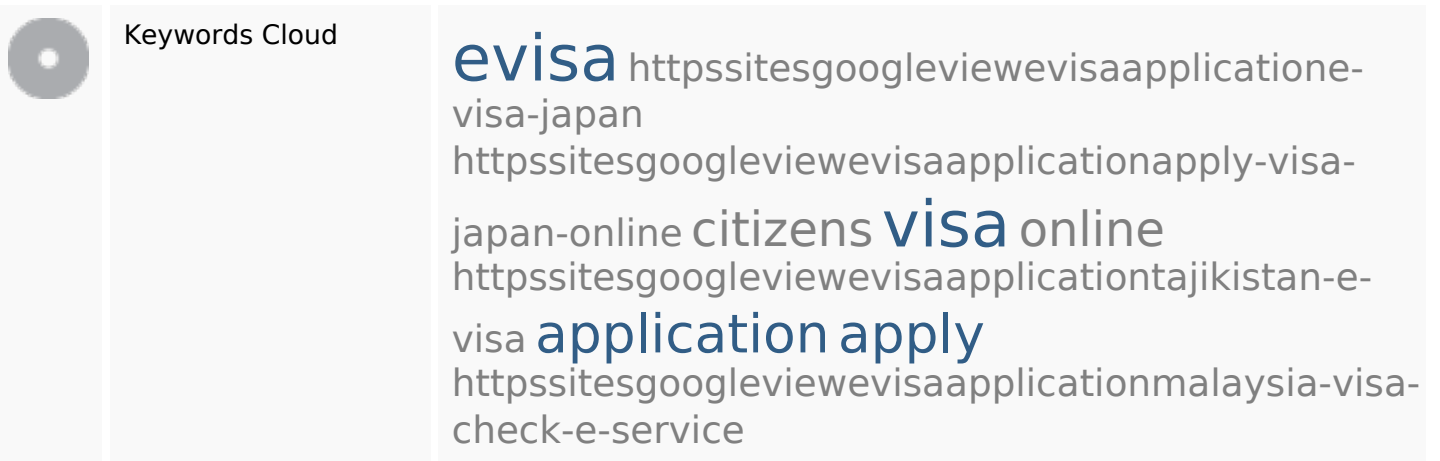 Keywords Cloud
evisa httpssitesgoogleviewevisaapplicatione-
visa-japan
httpssitesgoogleviewevisaapplicationapply-visa-
japan-online citizens visa online
httpssitesgoogleviewevisaapplicationtajikistan-e-
visa application apply
httpssitesgoogleviewevisaapplicationmalaysia-visa-
check-e-service